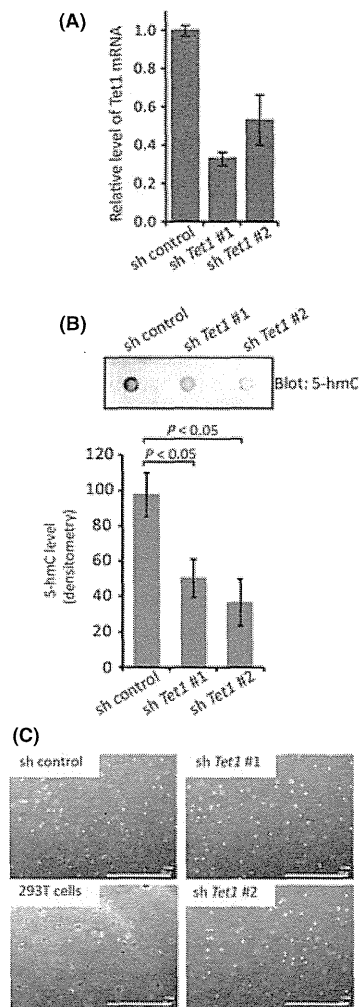 (A)
Relative level of Tet1 mRNA
1.0
0.8
0.6
0.4
0.2
0.0
sh control
sh Tet1 #1
sh Tet1 #2
(B)
sh control
sh Tet1 #1
sh Tet1 #2
Blot: 5-hmC
P < 0.05
P < 0.05
5-hmC level
(densitometry)
120
100
80
60
40
20
0
sh control
sh Tet1 #1
sh Tet1 #2
(C)
sh control
sh Tet1 #1
293T cells
sh Tet1 #2